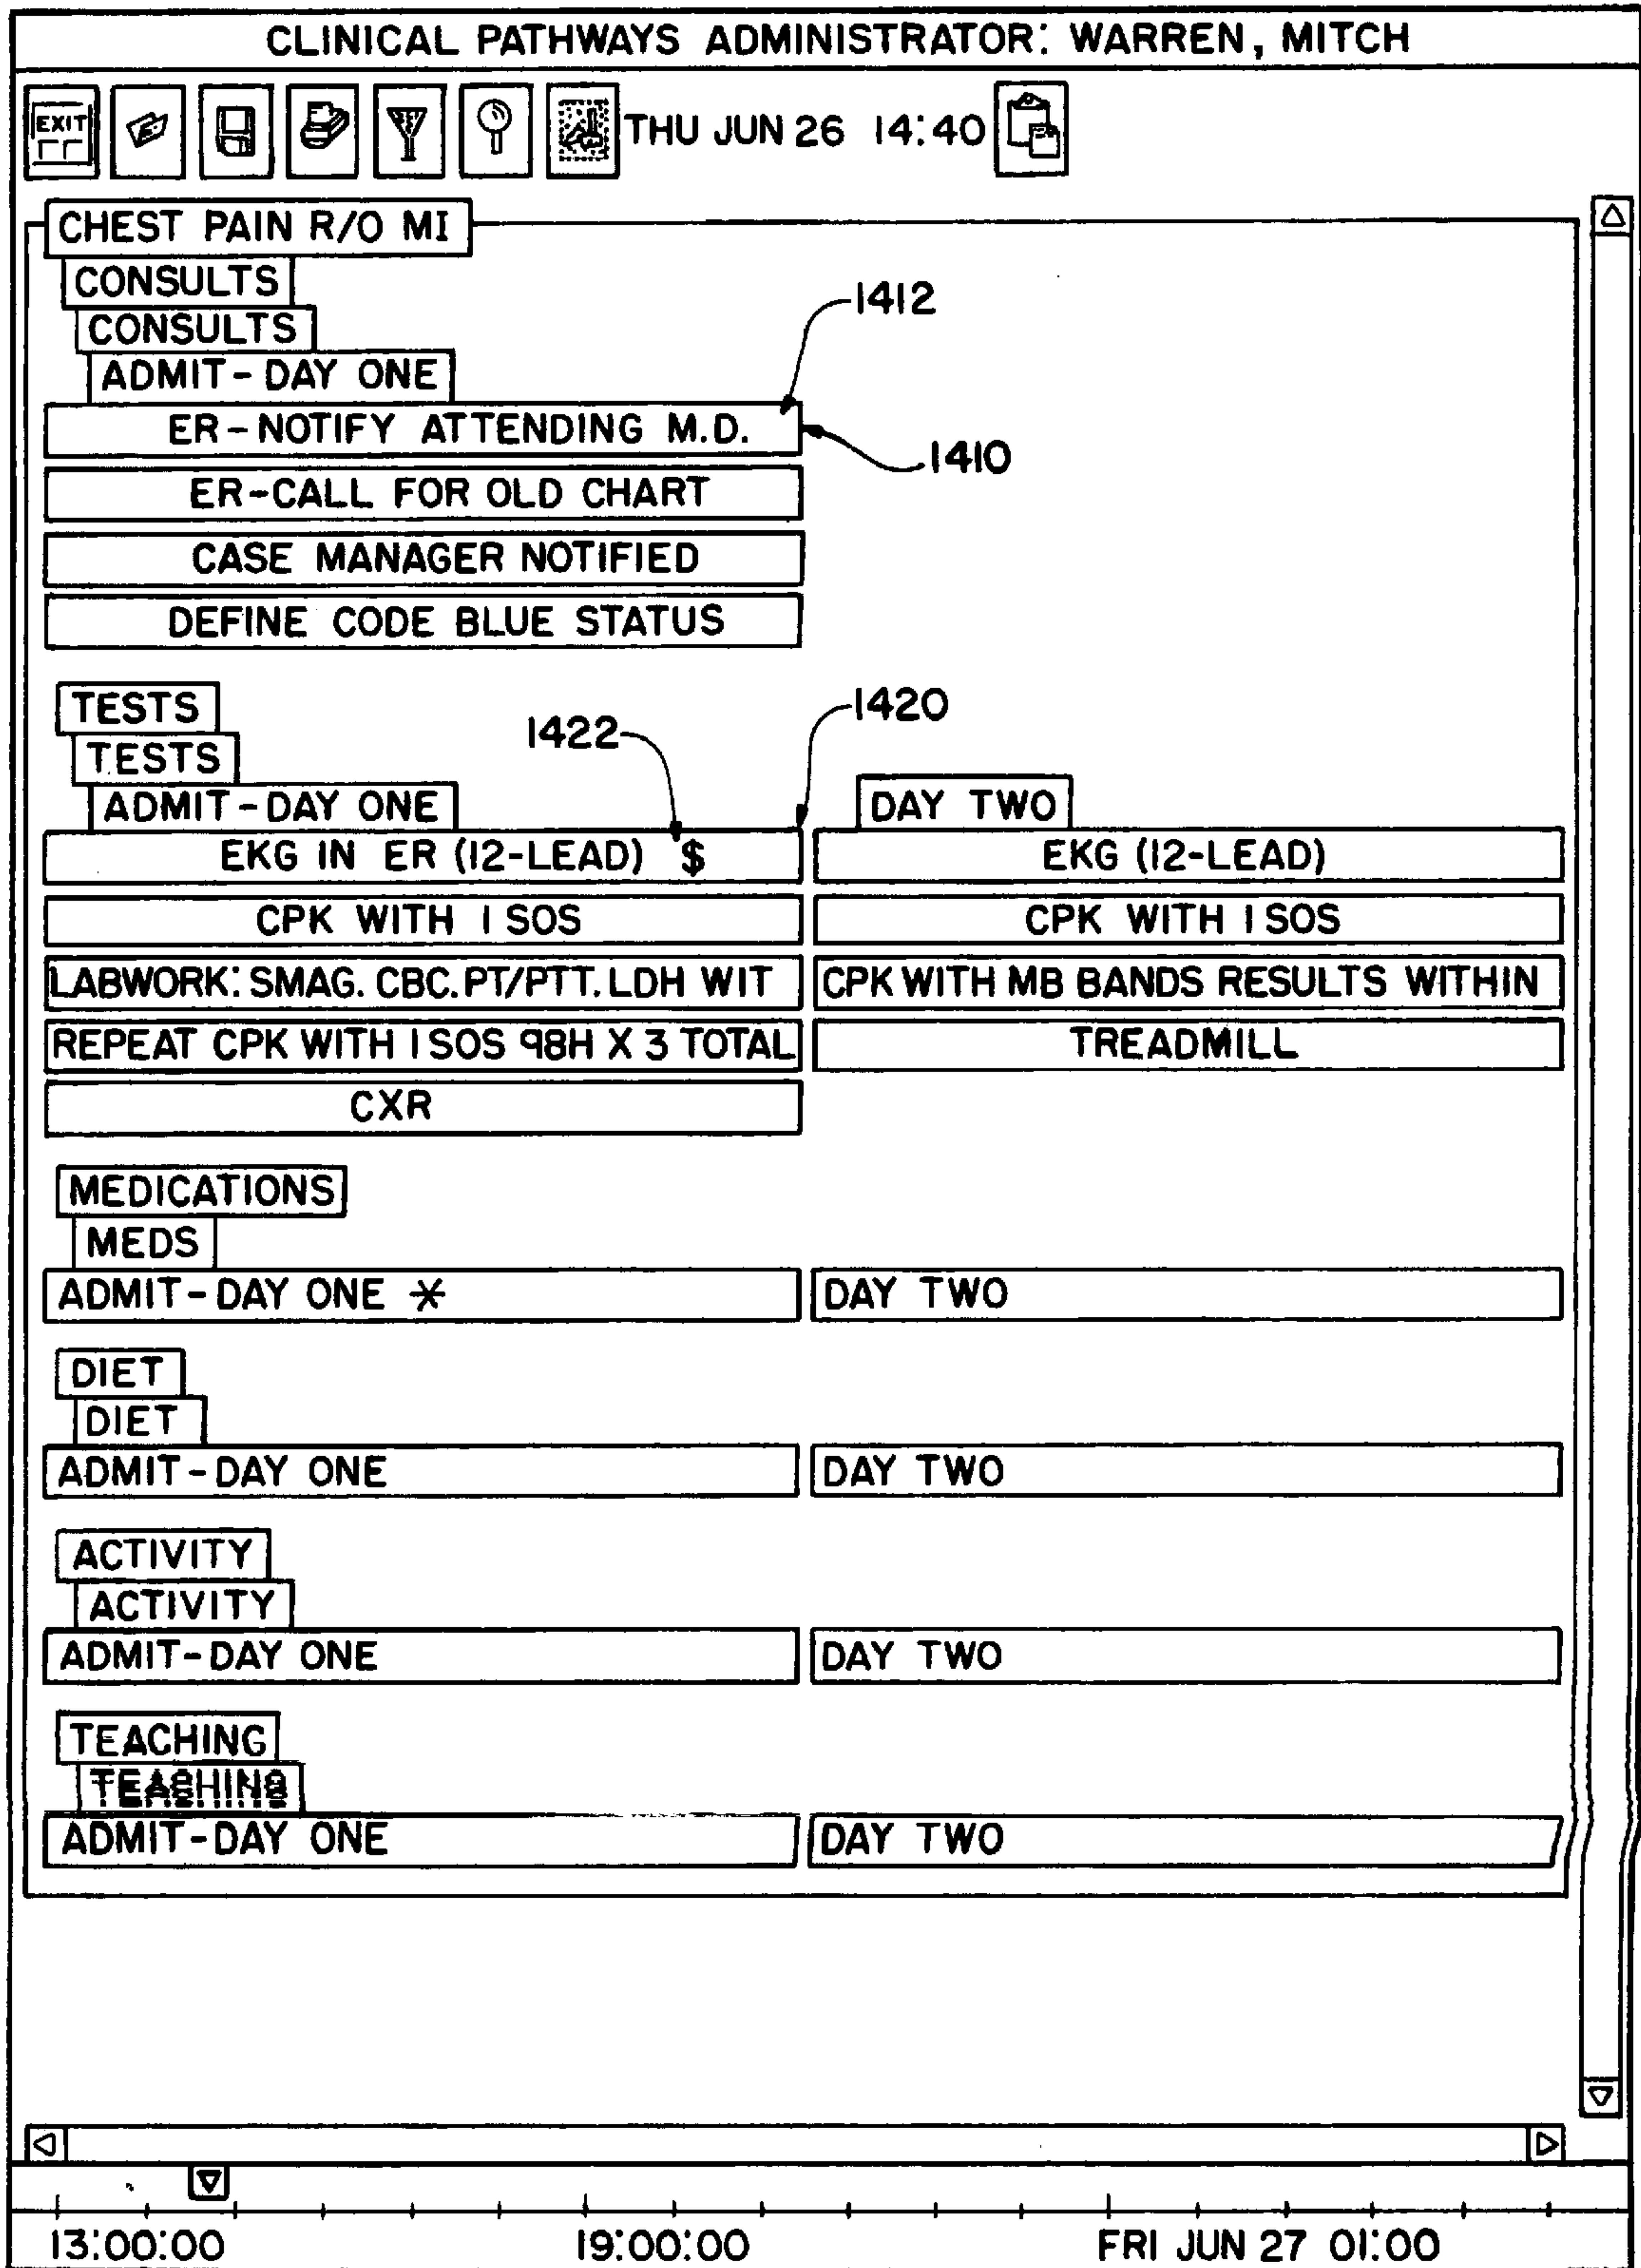 CLINICAL PATHWAYS ADMINISTRATOR: WARREN, MITCH
EXIT THU JUN 26 14:40
CHEST PAIN R/O MI
CONSULTS
CONSULTS
1412
ADMIT-DAY ONE
ER-NOTIFY ATTENDING M.D.
1410
ER-CALL FOR OLD CHART
CASE MANAGER NOTIFIED
DEFINE CODE BLUE STATUS
TESTS
1420
1422
TESTS
ADMIT-DAY ONE DAY TWO
EKG IN ER (12-LEAD) $ EKG (12-LEAD)
CPK WITH I SOS CPK WITH I SOS
LABWORK: SMAG. CBC. PT/PTT. LDH WIT CPK WITH MB BANDS RESULTS WITHIN
REPEAT CPK WITH I SOS 98H X 3 TOTAL TREADMILL
CXR
MEDICATIONS
MEDS
ADMIT-DAY ONE * DAY TWO
DIET
DIET
ADMIT-DAY ONE DAY TWO
ACTIVITY
ACTIVITY
ADMIT-DAY ONE DAY TWO
TEACHING
TEACHING
ADMIT-DAY ONE DAY TWO
13:00:00 19:00:00 FRI JUN 27 01:00